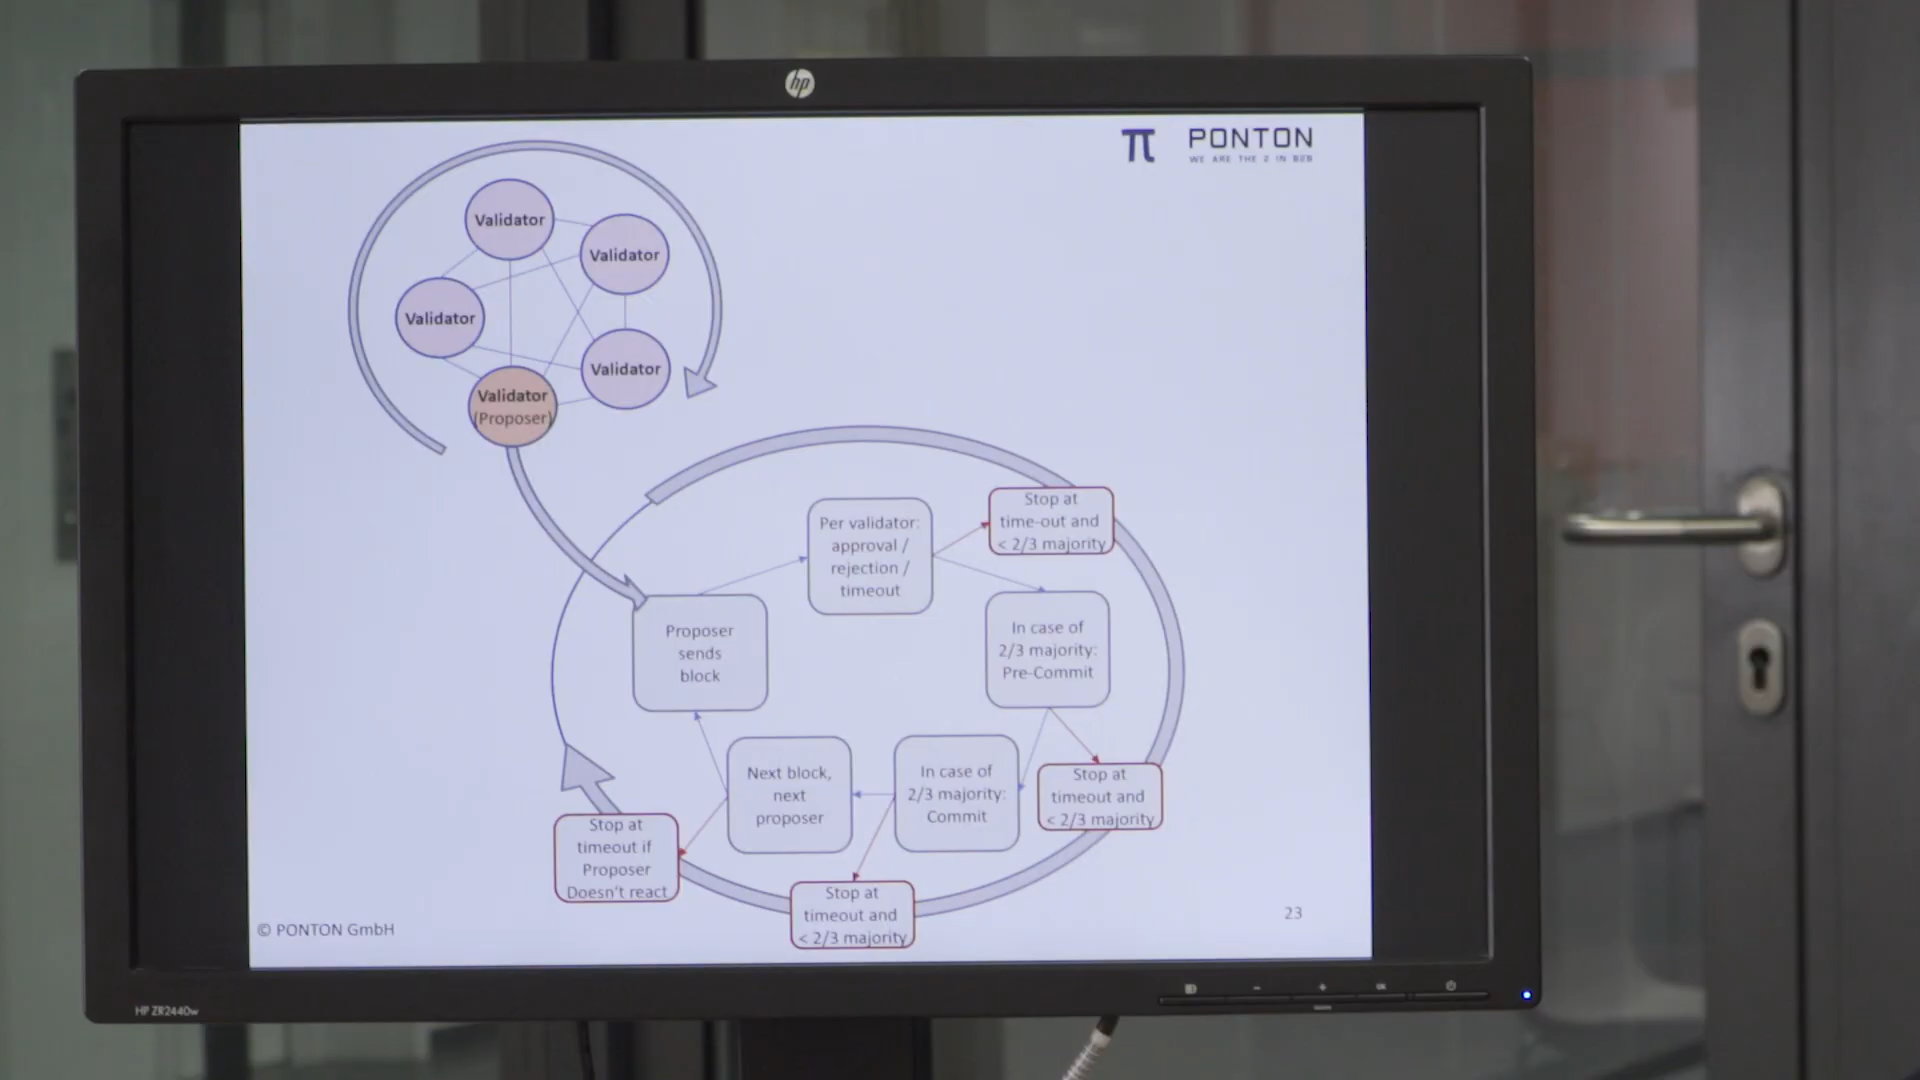 hp
π PONTON
WE ARE THE 2 IN B2B
Validator
Validator
Validator
Validator
Validator
(Proposer)
Stop at
time-out and
< 2/3 majority
Per validator:
approval /
rejection /
timeout
Proposer
sends
block
In case of
2/3 majority:
Pre-Commit
Next block,
next
proposer
In case of
2/3 majority:
Commit
Stop at
timeout and
< 2/3 majority
Stop at
timeout if
Proposer
Doesn't react
Stop at
timeout and
< 2/3 majority
© PONTON GmbH
23
HP ZR2440w